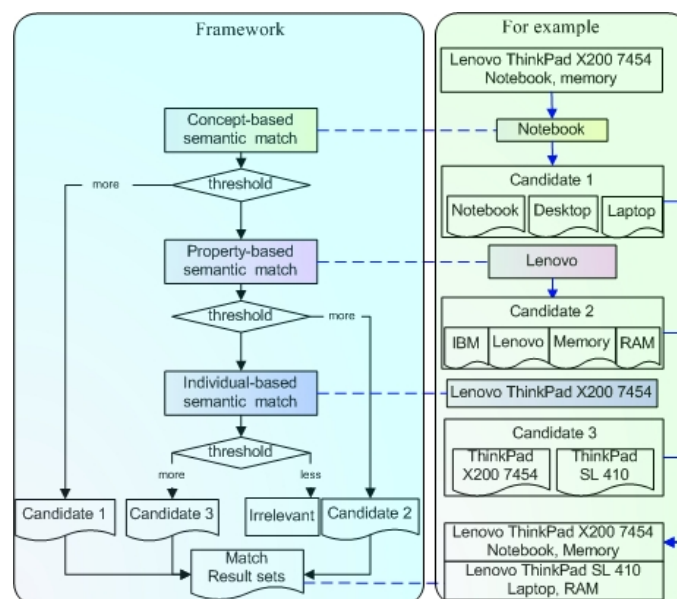 Framework
Concept-based
semantic match
threshold
more
Property-based
semantic match
threshold
more
Individual-based
semantic match
threshold
more
less
Candidate 1
Candidate 3
Irrelevant
Candidate 2
Match
Result sets
For example
Lenovo ThinkPad X200 7454
Notebook, memory
Notebook
Candidate 1
Notebook
Desktop
Laptop
Lenovo
Candidate 2
IBM
Lenovo
Memory
RAM
Lenovo ThinkPad X200 7454
Candidate 3
ThinkPad
X200 7454
ThinkPad
SL 410
Lenovo ThinkPad X200 7454
Notebook, Memory
Lenovo ThinkPad SL 410
Laptop, RAM